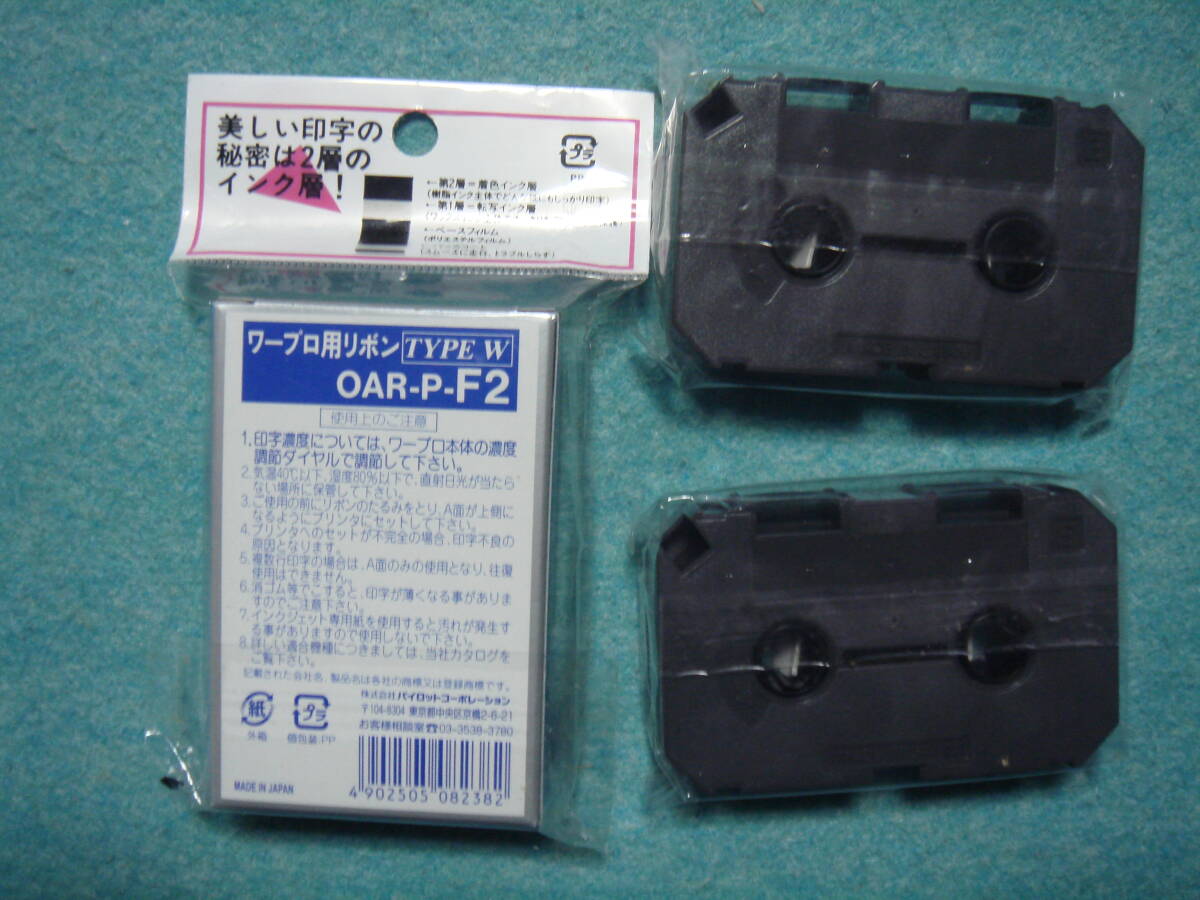 美しい印字の
秘密は2層の
インク層!
プラ
PP
←第2層=着色インク層
←第1層=転写インク層
←ベースフィルム
(ポリエステルフィルム)
ワープロ用リボン TYPE W
OAR-P-F2
使用上のご注意
1.印字濃度については、ワープロ本体の濃度
調節ダイヤルで調節して下さい。
2.気温40℃以下、湿度80%以下で、直射日光が当たら
ない場所に保管して下さい。
3.ご使用の前にリボンのたるみをとり、A面が上側に
なるようにプリンタにセットして下さい。
4.プリンタへのセットが不完全の場合、印字不良の
原因となります。
5.複数行印字の場合は、A面のみの使用となり、往復
使用はできません。
6.消ゴム等でこすると、印字が薄くなる事がありま
すのでご注意下さい。
7.インクジェット専用紙を使用すると汚れが発生す
る事がありますので使用しないで下さい。
8.詳しい適合機種につきましては、当社カタログを
ご覧下さい。
記載された会社名、製品名は各社の商標又は登録商標です。
株式会社パイロットコーポレーション
〒104-8304 東京都中央区京橋2-6-21
お客様相談室☎03-3538-3780
紙
外箱
プラ
個包装:PP
MADE IN JAPAN
4 902505 082382